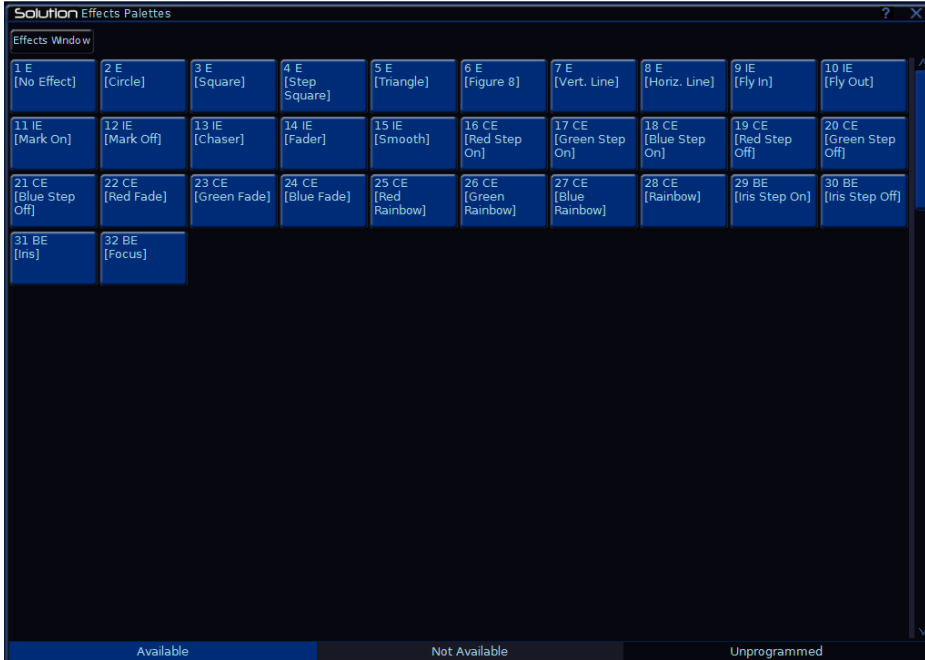 Solution Effects Palettes ? X
Effects Window
1 E
[No Effect]
2 E
[Circle]
3 E
[Square]
4 E
[Step
Square]
5 E
[Triangle]
6 E
[Figure 8]
7 E
[Vert. Line]
8 E
[Horiz. Line]
9 IE
[Fly In]
10 IE
[Fly Out]
11 IE
[Mark On]
12 IE
[Mark Off]
13 IE
[Chaser]
14 IE
[Fader]
15 IE
[Smooth]
16 CE
[Red Step
On]
17 CE
[Green Step
On]
18 CE
[Blue Step
On]
19 CE
[Red Step
Off]
20 CE
[Green Step
Off]
21 CE
[Blue Step
Off]
22 CE
[Red Fade]
23 CE
[Green Fade]
24 CE
[Blue Fade]
25 CE
[Red
Rainbow]
26 CE
[Green
Rainbow]
27 CE
[Blue
Rainbow]
28 CE
[Rainbow]
29 BE
[Iris Step On]
30 BE
[Iris Step Off]
31 BE
[Iris]
32 BE
[Focus]
Available
Not Available
Unprogrammed